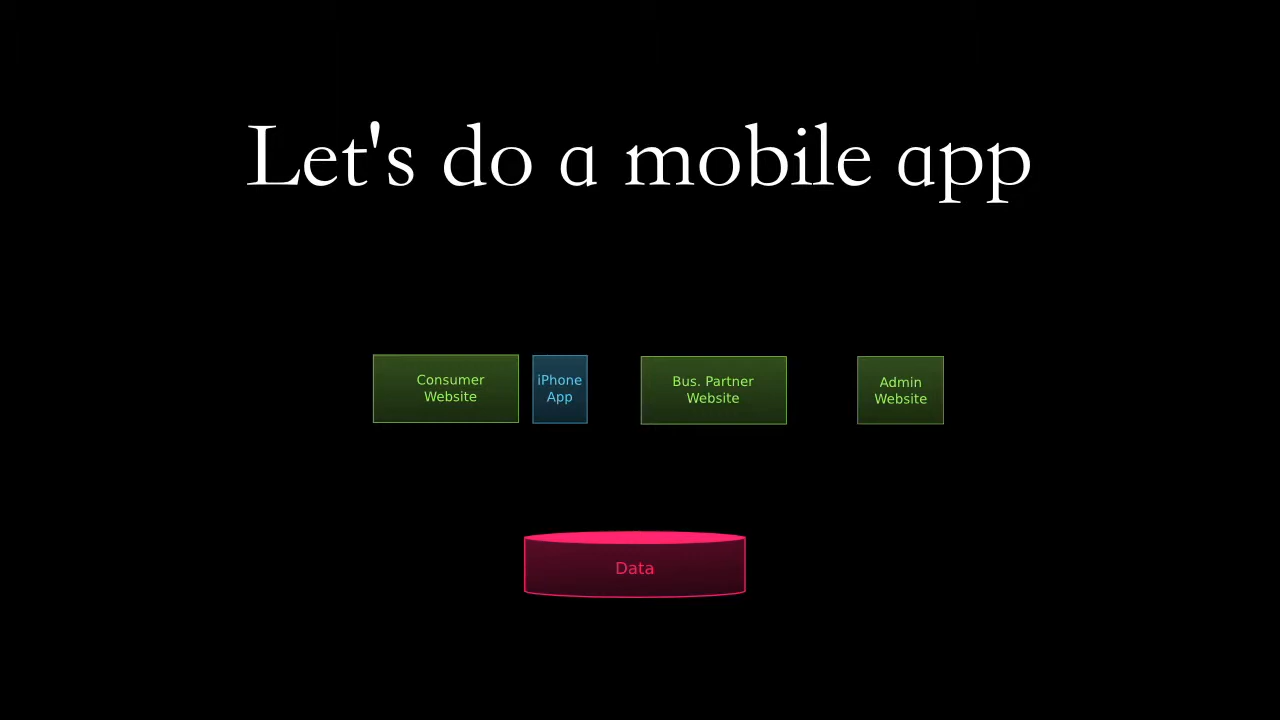 Let's do a mobile app
Consumer
Website
iPhone
App
Bus. Partner
Website
Admin
Website
Data